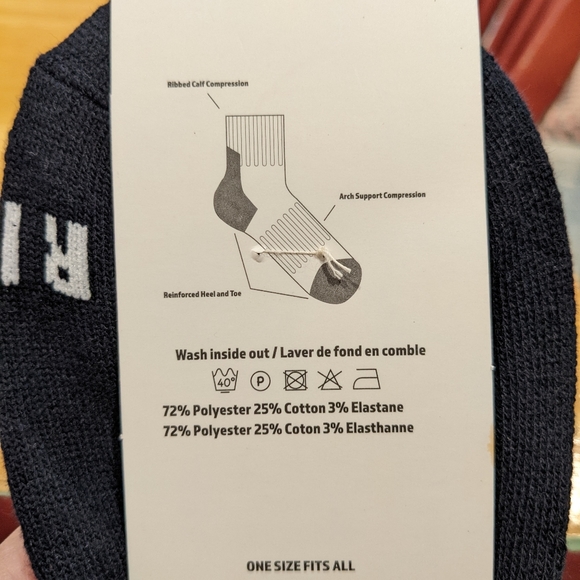 Ribbed Calf Compression
Arch Support Compression
Reinforced Heel and Toe
RI
Wash inside out / Laver de fond en comble
40°
P
72% Polyester 25% Cotton 3% Elastane
72% Polyester 25% Coton 3% Elasthanne
ONE SIZE FITS ALL